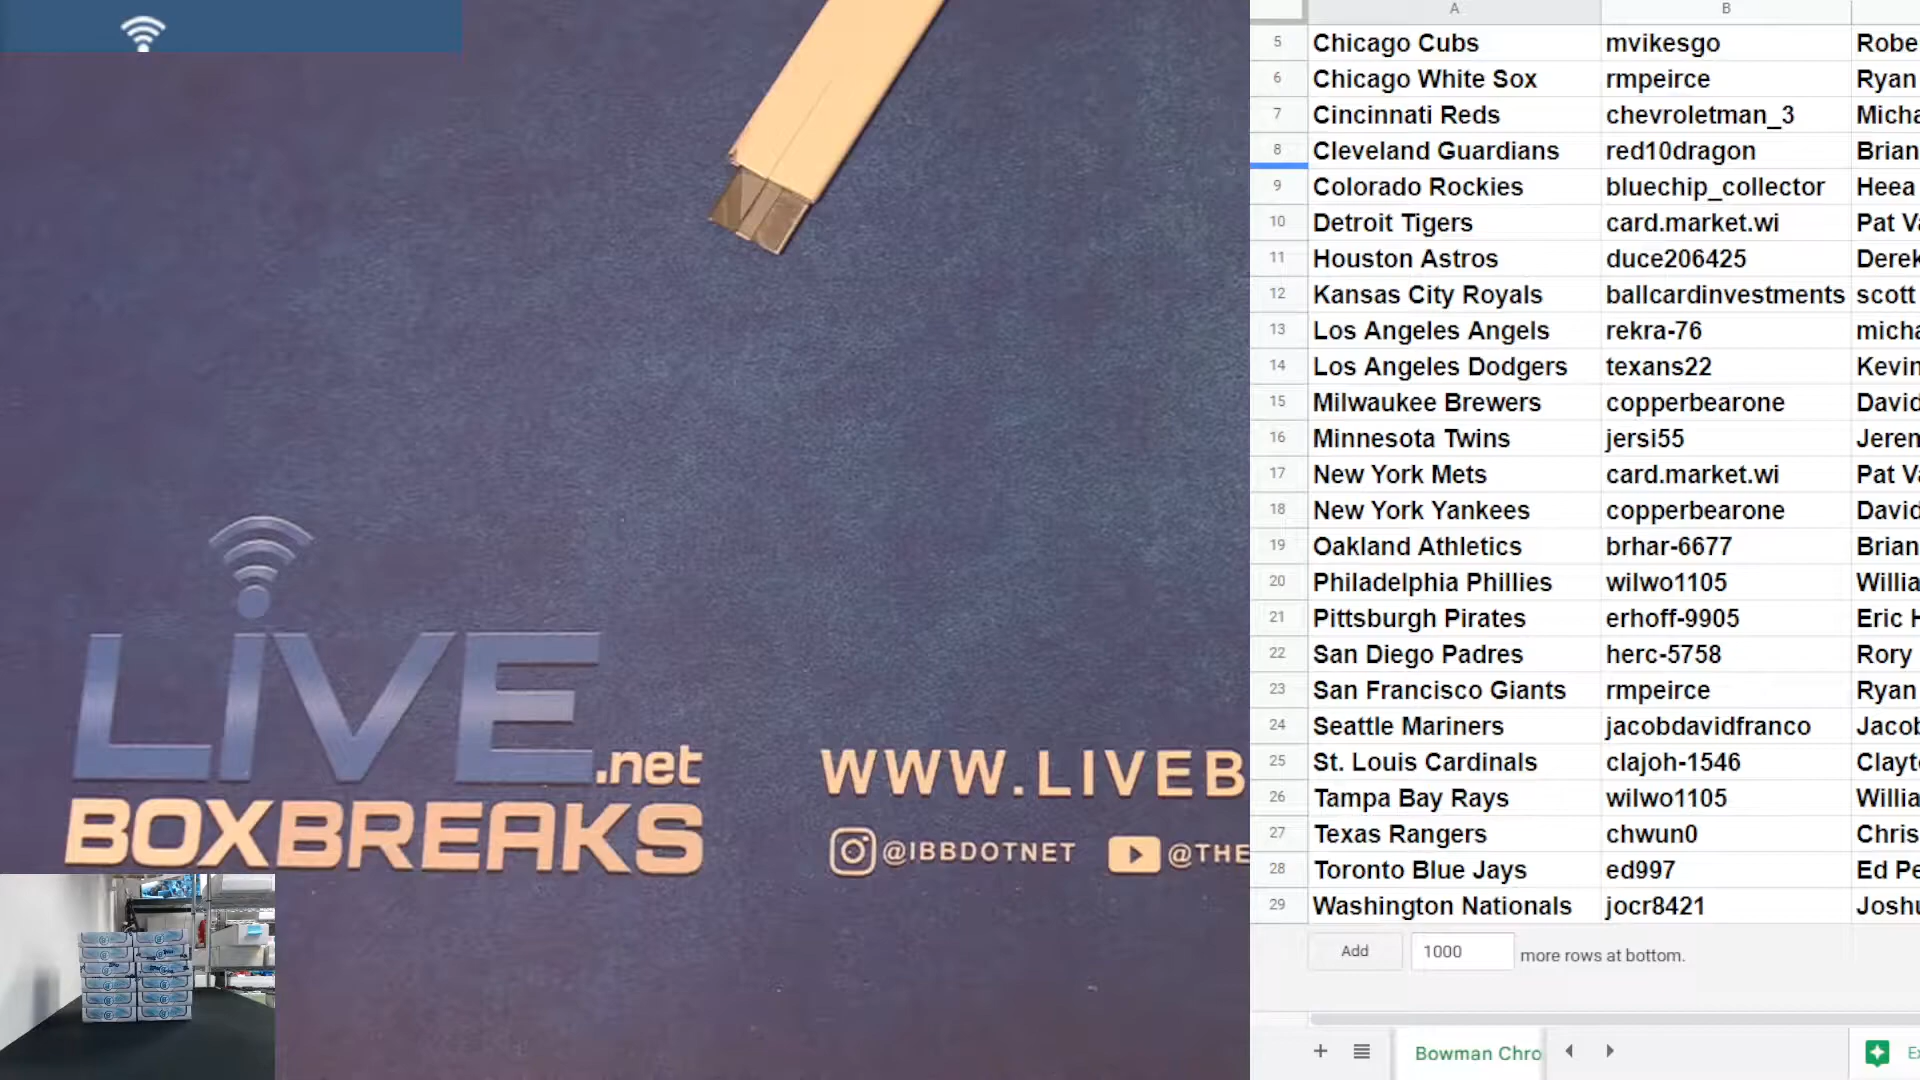 LIVE
.net
BOXBREAKS
WWW.LIVEB
@IBBDOTNET @THE
A B
5 Chicago Cubs mvikesgo Robe
6 Chicago White Sox rmpeirce Ryan
7 Cincinnati Reds chevroletman_3 Micha
8 Cleveland Guardians red10dragon Brian
9 Colorado Rockies bluechip_collector Heea
10 Detroit Tigers card.market.wi Pat Va
11 Houston Astros duce206425 Derek
12 Kansas City Royals ballcardinvestments scott
13 Los Angeles Angels rekra-76 micha
14 Los Angeles Dodgers texans22 Kevin
15 Milwaukee Brewers copperbearone David
16 Minnesota Twins jersi55 Jerem
17 New York Mets card.market.wi Pat Va
18 New York Yankees copperbearone David
19 Oakland Athletics brhar-6677 Brian
20 Philadelphia Phillies wilwo1105 Willia
21 Pittsburgh Pirates erhoff-9905 Eric H
22 San Diego Padres herc-5758 Rory
23 San Francisco Giants rmpeirce Ryan
24 Seattle Mariners jacobdavidfranco Jacob
25 St. Louis Cardinals clajoh-1546 Clayt
26 Tampa Bay Rays wilwo1105 Willia
27 Texas Rangers chwun0 Chris
28 Toronto Blue Jays ed997 Ed Pe
29 Washington Nationals jocr8421 Joshu
Add 1000 more rows at bottom.
+ Bowman Chro Ex